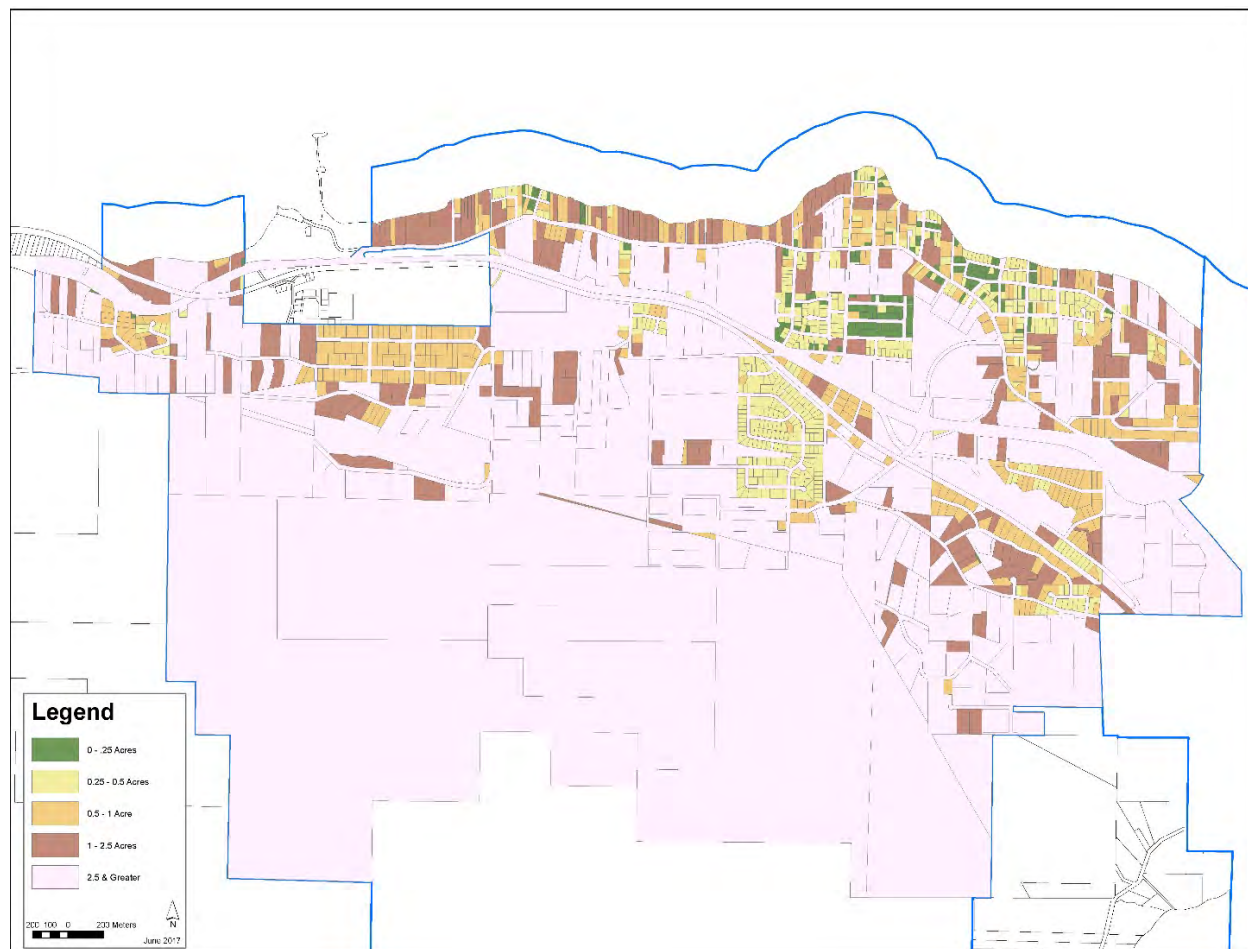 Legend
0 - .25 Acres
0.25 - 0.5 Acres
0.5 - 1 Acre
1 - 2.5 Acres
2.5 & Greater
200 100 0 200 Meters
N
June 2017